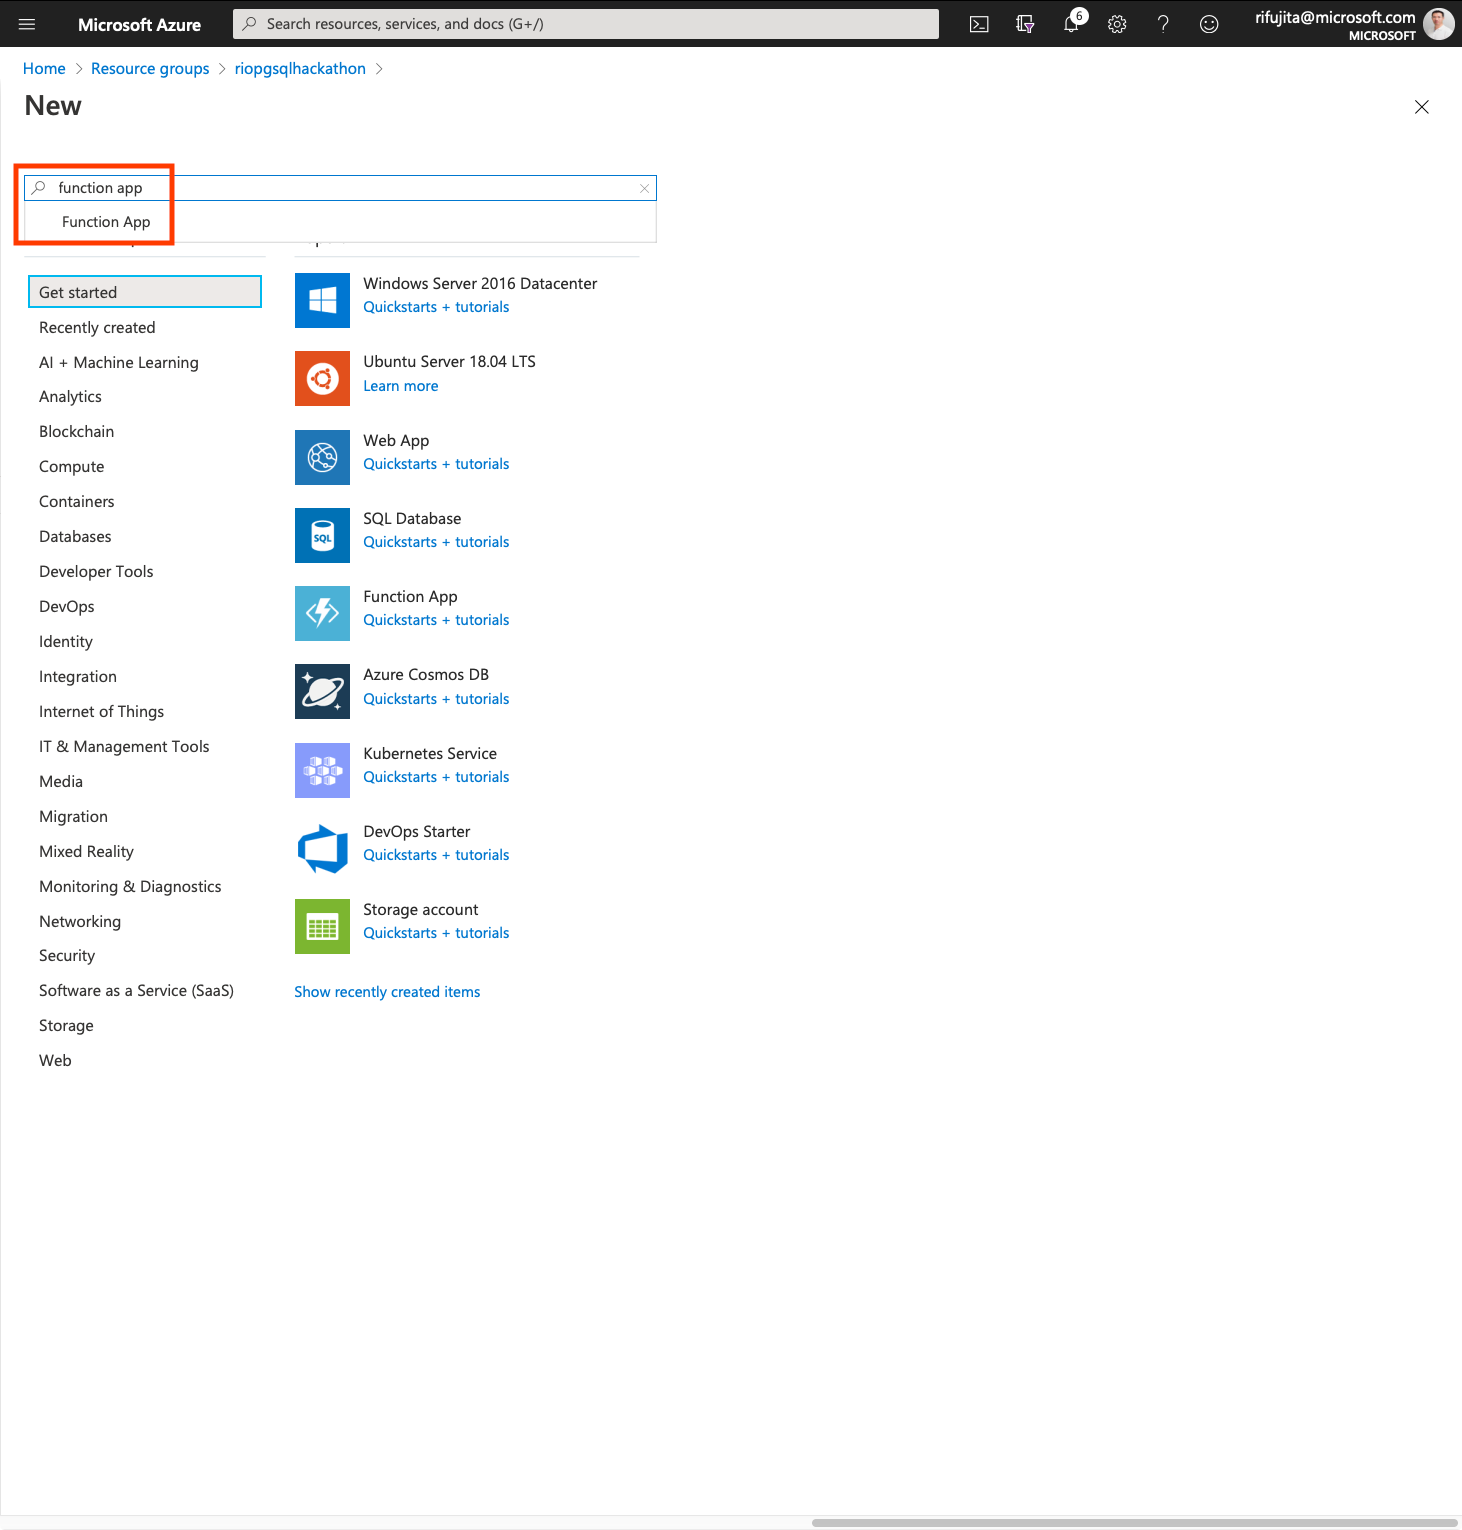 Microsoft Azure
Search resources, services, and docs (G+/)
6
rifujita@microsoft.com
MICROSOFT
Home > Resource groups > riopgsqlhackathon >
New
function app
Function App
Get started
Recently created
AI + Machine Learning
Analytics
Blockchain
Compute
Containers
Databases
Developer Tools
DevOps
Identity
Integration
Internet of Things
IT & Management Tools
Media
Migration
Mixed Reality
Monitoring & Diagnostics
Networking
Security
Software as a Service (SaaS)
Storage
Web
Windows Server 2016 Datacenter
Quickstarts + tutorials
Ubuntu Server 18.04 LTS
Learn more
Web App
Quickstarts + tutorials
SQL
SQL Database
Quickstarts + tutorials
Function App
Quickstarts + tutorials
Azure Cosmos DB
Quickstarts + tutorials
Kubernetes Service
Quickstarts + tutorials
DevOps Starter
Quickstarts + tutorials
Storage account
Quickstarts + tutorials
Show recently created items